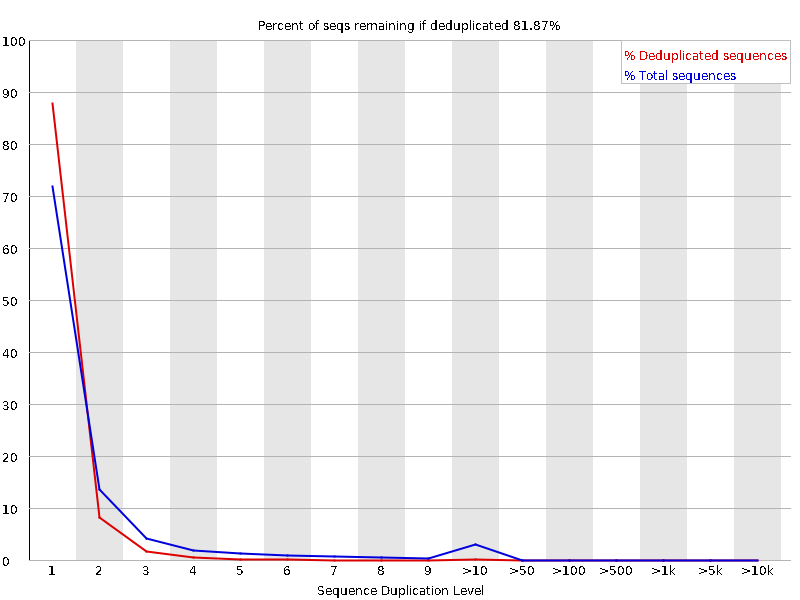 Percent of seqs remaining if deduplicated 81.87%
% Deduplicated sequences
% Total sequences
100
90
80
70
60
50
40
30
20
10
0
1 2 3 4 5 6 7 8 9 >10 >50 >100 >500 >1k >5k >10k
Sequence Duplication Level